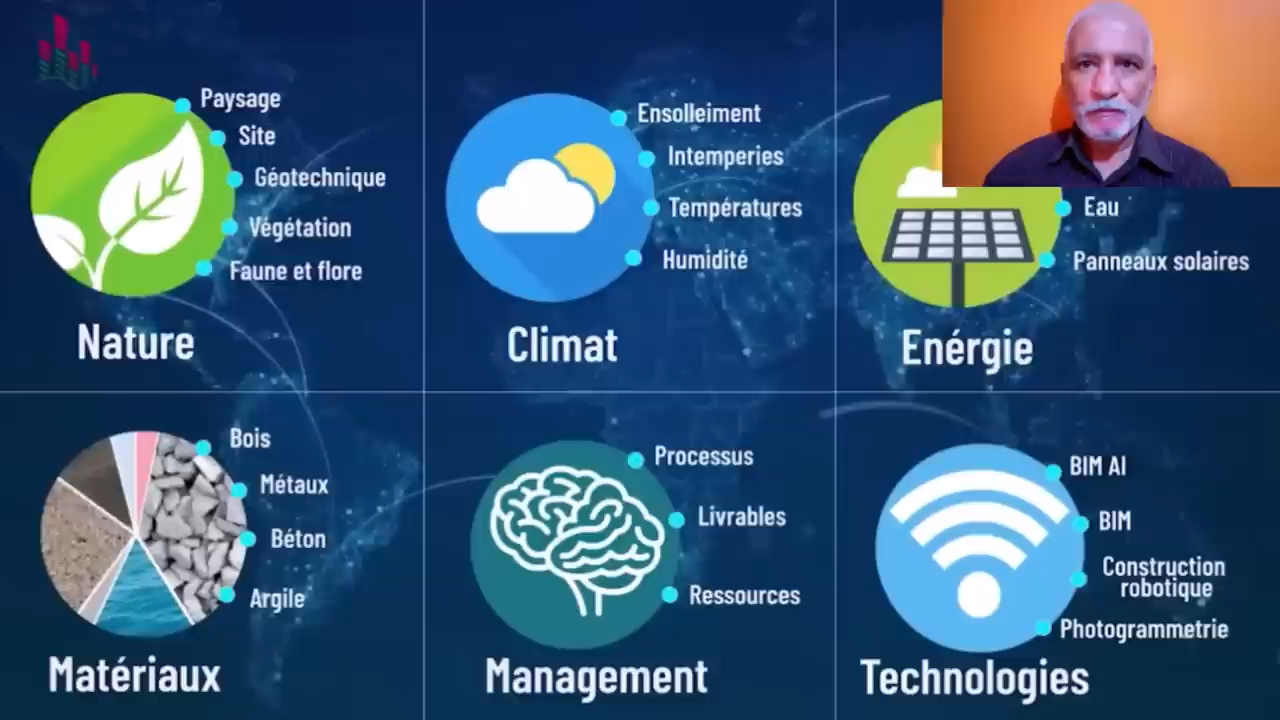 Paysage
Site
Géotechnique
Végétation
Faune et flore
Nature
Ensolleiment
Intemperies
Températures
Humidité
Climat
Eau
Panneaux solaires
Enérgie
Bois
Métaux
Béton
Argile
Matériaux
Processus
Livrables
Ressources
Management
BIM AI
BIM
Construction
robotique
Photogrammetrie
Technologies